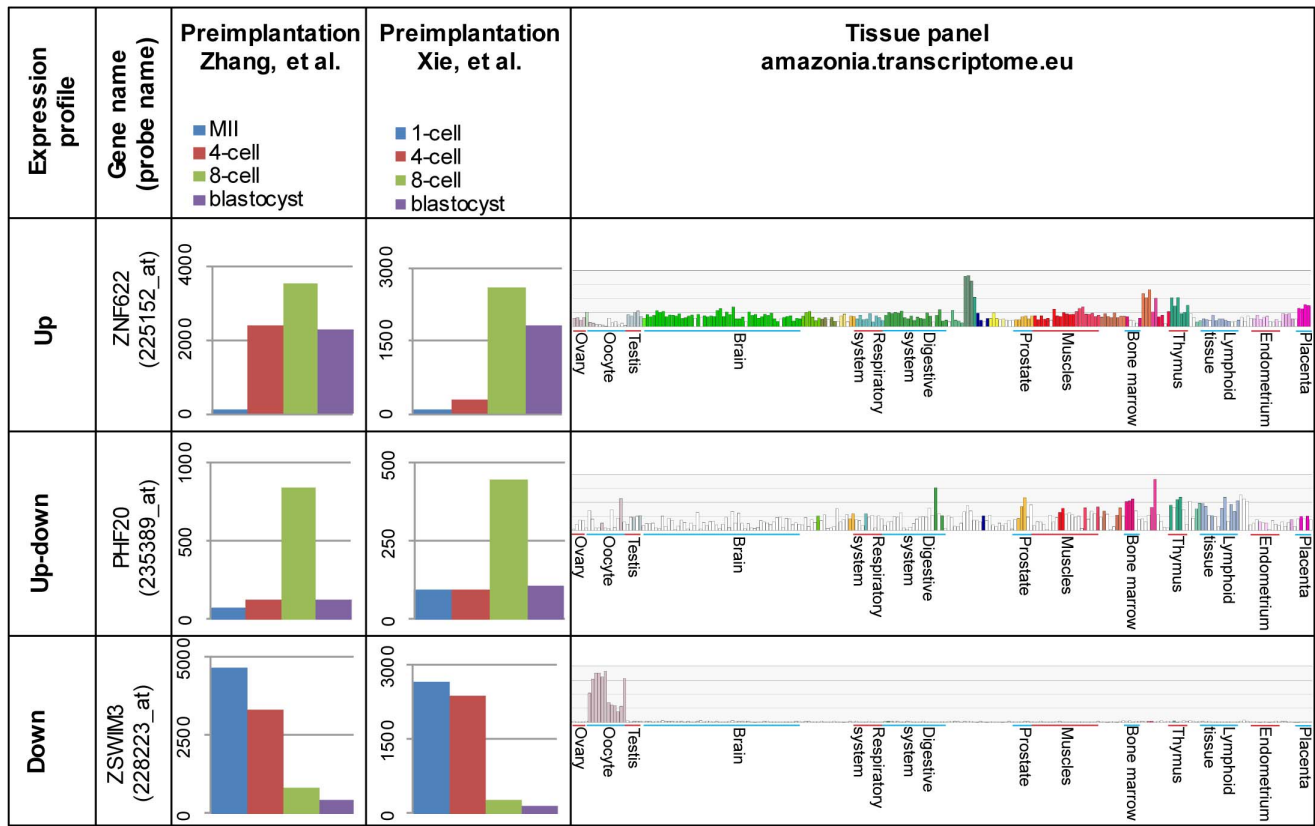 Expression
profile
Gene name
(probe name)
Preimplantation
Zhang, et al.
MII
4-cell
8-cell
blastocyst
Preimplantation
Xie, et al.
1-cell
4-cell
8-cell
blastocyst
Tissue panel
amazonia.transcriptome.eu
Up
ZNF622
(225152_at)
4000
2000
0
3000
1500
0
Ovary
Oocyte
Testis
Brain
Respiratory
system
Digestive
system
Prostate
Muscles
Bone marrow
Thymus
Lymphoid
tissue
Endometrium
Placenta
Up-down
PHF20
(235389_at)
1000
500
0
500
250
0
Ovary
Oocyte
Testis
Brain
Respiratory
system
Digestive
system
Prostate
Muscles
Bone marrow
Thymus
Lymphoid
tissue
Endometrium
Placenta
Down
ZSWIM3
(228223_at)
5000
2500
0
3000
1500
0
Ovary
Oocyte
Testis
Brain
Respiratory
system
Digestive
system
Prostate
Muscles
Bone marrow
Thymus
Lymphoid
tissue
Endometrium
Placenta